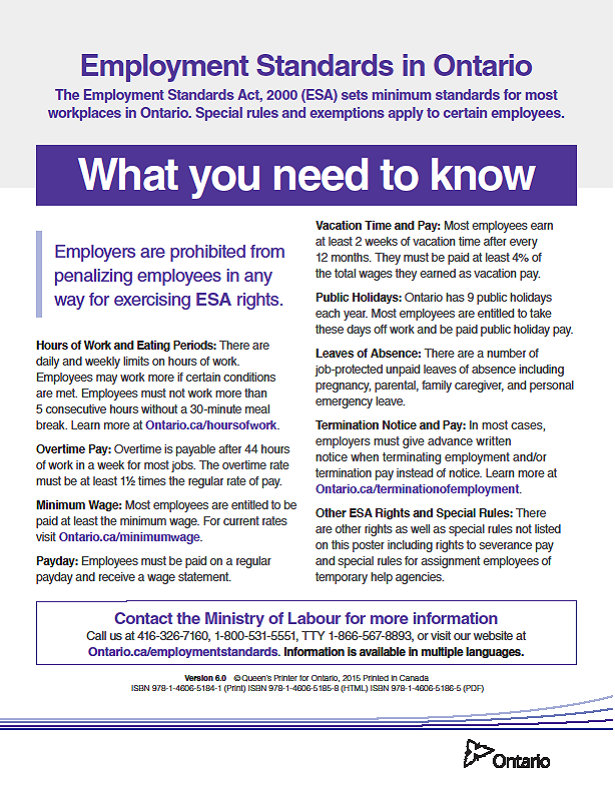 Employment Standards in Ontario
The Employment Standards Act, 2000 (ESA) sets minimum standards for most
workplaces in Ontario. Special rules and exemptions apply to certain employees.
What you need to know
Employers are prohibited from
penalizing employees in any
way for exercising ESA rights.
Hours of Work and Eating Periods: There are
daily and weekly limits on hours of work.
Employees may work more if certain conditions
are met. Employees must not work more than
5 consecutive hours without a 30-minute meal
break. Learn more at Ontario.ca/hoursofwork.
Overtime Pay: Overtime is payable after 44 hours
of work in a week for most jobs. The overtime rate
must be at least 1½ times the regular rate of pay.
Minimum Wage: Most employees are entitled to be
paid at least the minimum wage. For current rates
visit Ontario.ca/minimumwage.
Payday: Employees must be paid on a regular
payday and receive a wage statement.
Vacation Time and Pay: Most employees earn
at least 2 weeks of vacation time after every
12 months. They must be paid at least 4% of
the total wages they earned as vacation pay.
Public Holidays: Ontario has 9 public holidays
each year. Most employees are entitled to take
these days off work and be paid public holiday pay.
Leaves of Absence: There are a number of
job-protected unpaid leaves of absence including
pregnancy, parental, family caregiver, and personal
emergency leave.
Termination Notice and Pay: In most cases,
employers must give advance written
notice when terminating employment and/or
termination pay instead of notice. Learn more at
Ontario.ca/terminationofemployment.
Other ESA Rights and Special Rules: There
are other rights as well as special rules not listed
on this poster including rights to severance pay
and special rules for assignment employees of
temporary help agencies.
Contact the Ministry of Labour for more information
Call us at 416-326-7160, 1-800-531-5551, TTY 1-866-567-8893, or visit our website at
Ontario.ca/employmentstandards. Information is available in multiple languages.
Version 6.0 ©Queen's Printer for Ontario, 2015 Printed in Canada
ISBN 978-1-4606-5184-1 (Print) ISBN 978-1-4606-5185-8 (HTML) ISBN 978-1-4606-5186-5 (PDF)
Ontario